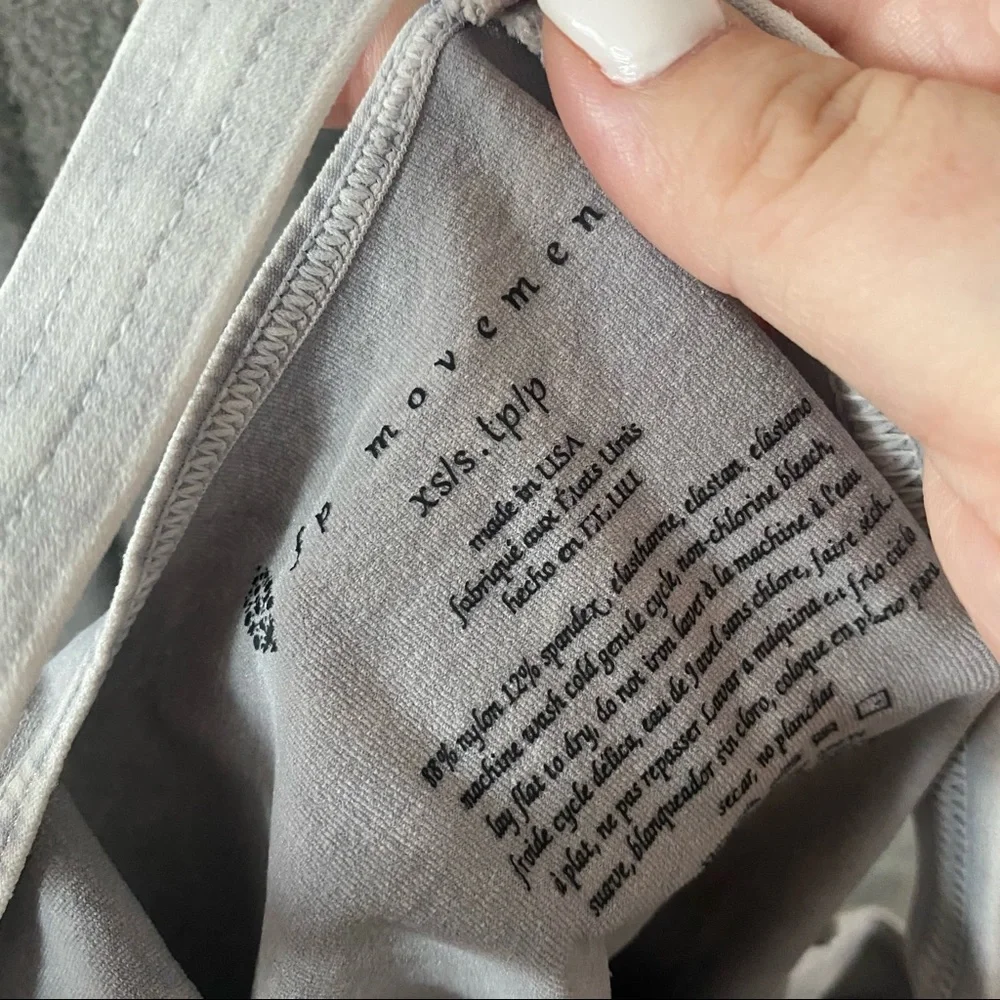 fp movemen
xs/s.tp/p
made in USA
fabriqué aux États Unis
hecho en EE.UU
88% nylon 12% spandex, élasthanne, elastan, elástano
machine wash cold gentle cycle, non-chlorine bleach,
lay flat to dry, do not iron laver à la machine à l'eau
froide cycle délica, eau de Javel sans chlore, faire séch
à plat, ne pas repasser Lavar a máquina en frío ciclo
suave, blanqueador sin cloro, coloque en plano para
secar, no planchar